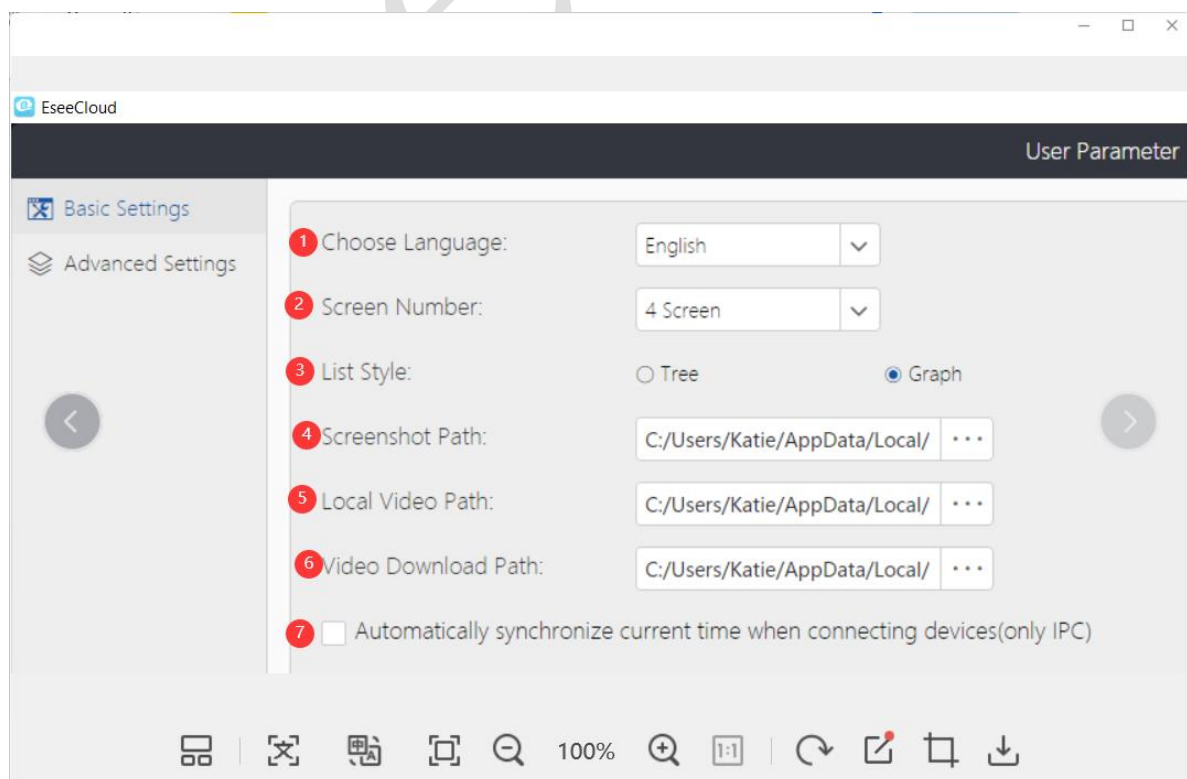 EseeCloud
User Parameter
Basic Settings
Advanced Settings
1 Choose Language: English
2 Screen Number: 4 Screen
3 List Style: Tree Graph
4 Screenshot Path: C:/Users/Katie/AppData/Local/ ...
5 Local Video Path: C:/Users/Katie/AppData/Local/ ...
6 Video Download Path: C:/Users/Katie/AppData/Local/ ...
7 Automatically synchronize current time when connecting devices(only IPC)
文 中 A 100% 1:1